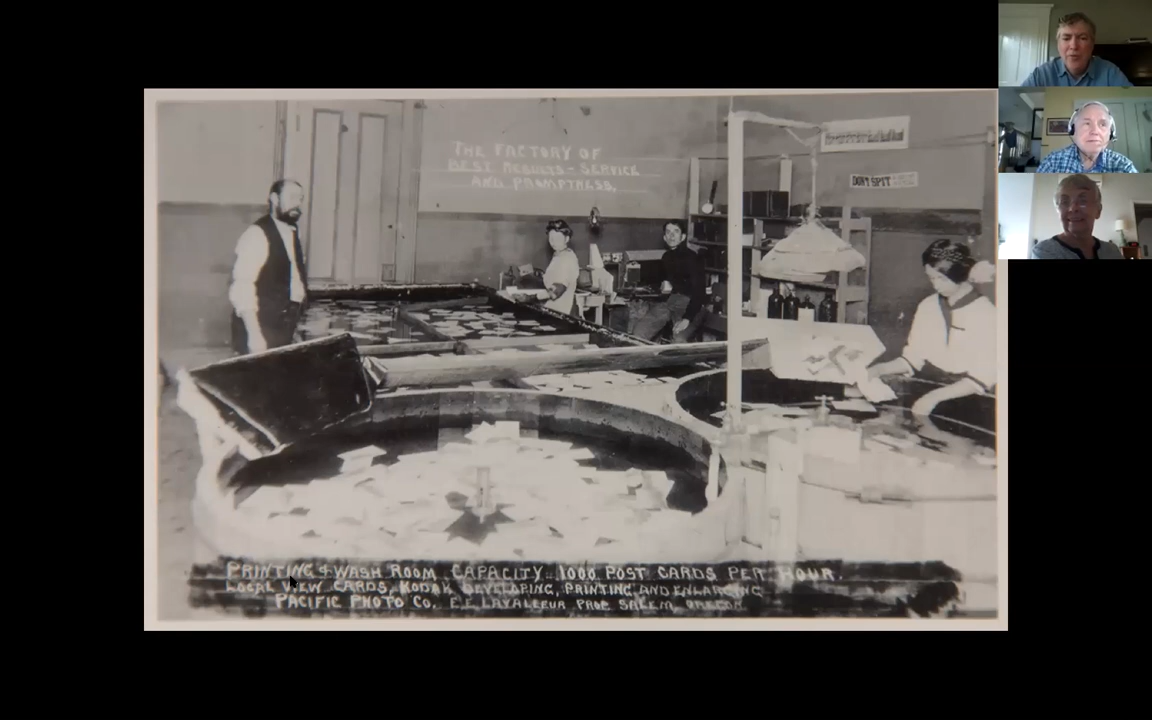 THE FACTORY OF
BEST RESULTS - SERVICE
AND PROMPTNESS.
DON'T SPIT
PRINTING & WASH ROOM CAPACITY 1000 POST CARDS PER HOUR.
LOCAL VIEW CARDS, KODAK DEVELOPING, PRINTING AND ENLARGING
PACIFIC PHOTO CO. E.E. LAVALLEUR PROP. SALEM, OREGON